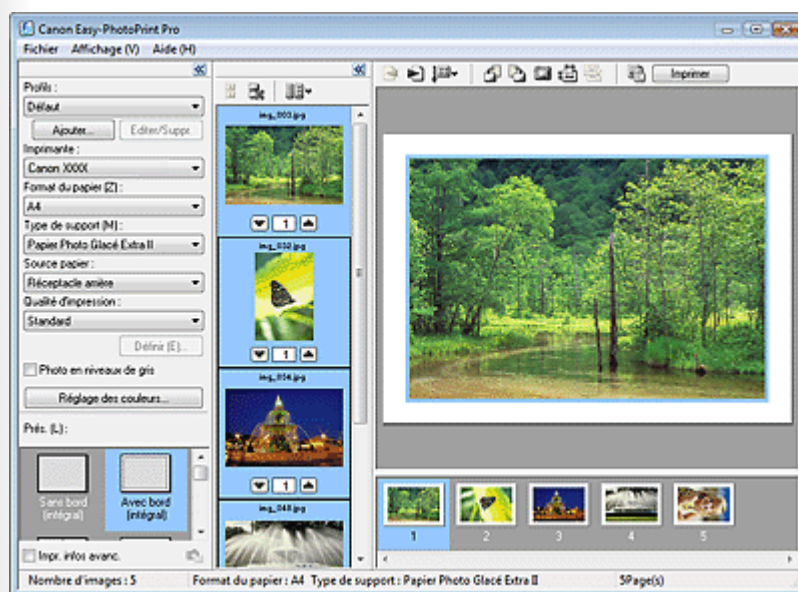 Canon Easy-PhotoPrint Pro
Fichier Affichage (V) Aide (H)
Profils :
Défaut
Ajouter... Editer/Suppr.
Imprimante :
Canon XXXX
Format du papier (Z) :
A4
Type de support (M) :
Papier Photo Glacé Extra II
Source papier :
Réceptacle arrière
Qualité d'impression :
Standard
Définir (E)...
Photo en niveaux de gris
Réglage des couleurs...
Prés. (L) :
Sans bord (intégral)
Avec bord (intégral)
Impr. infos avanc.
img_003.jpg
1
img_032.jpg
1
img_034.jpg
1
img_048.jpg
Imprimer
1 2 3 4 5
Nombre d'images : 5 Format du papier : A4 Type de support : Papier Photo Glacé Extra II 5Page(s)